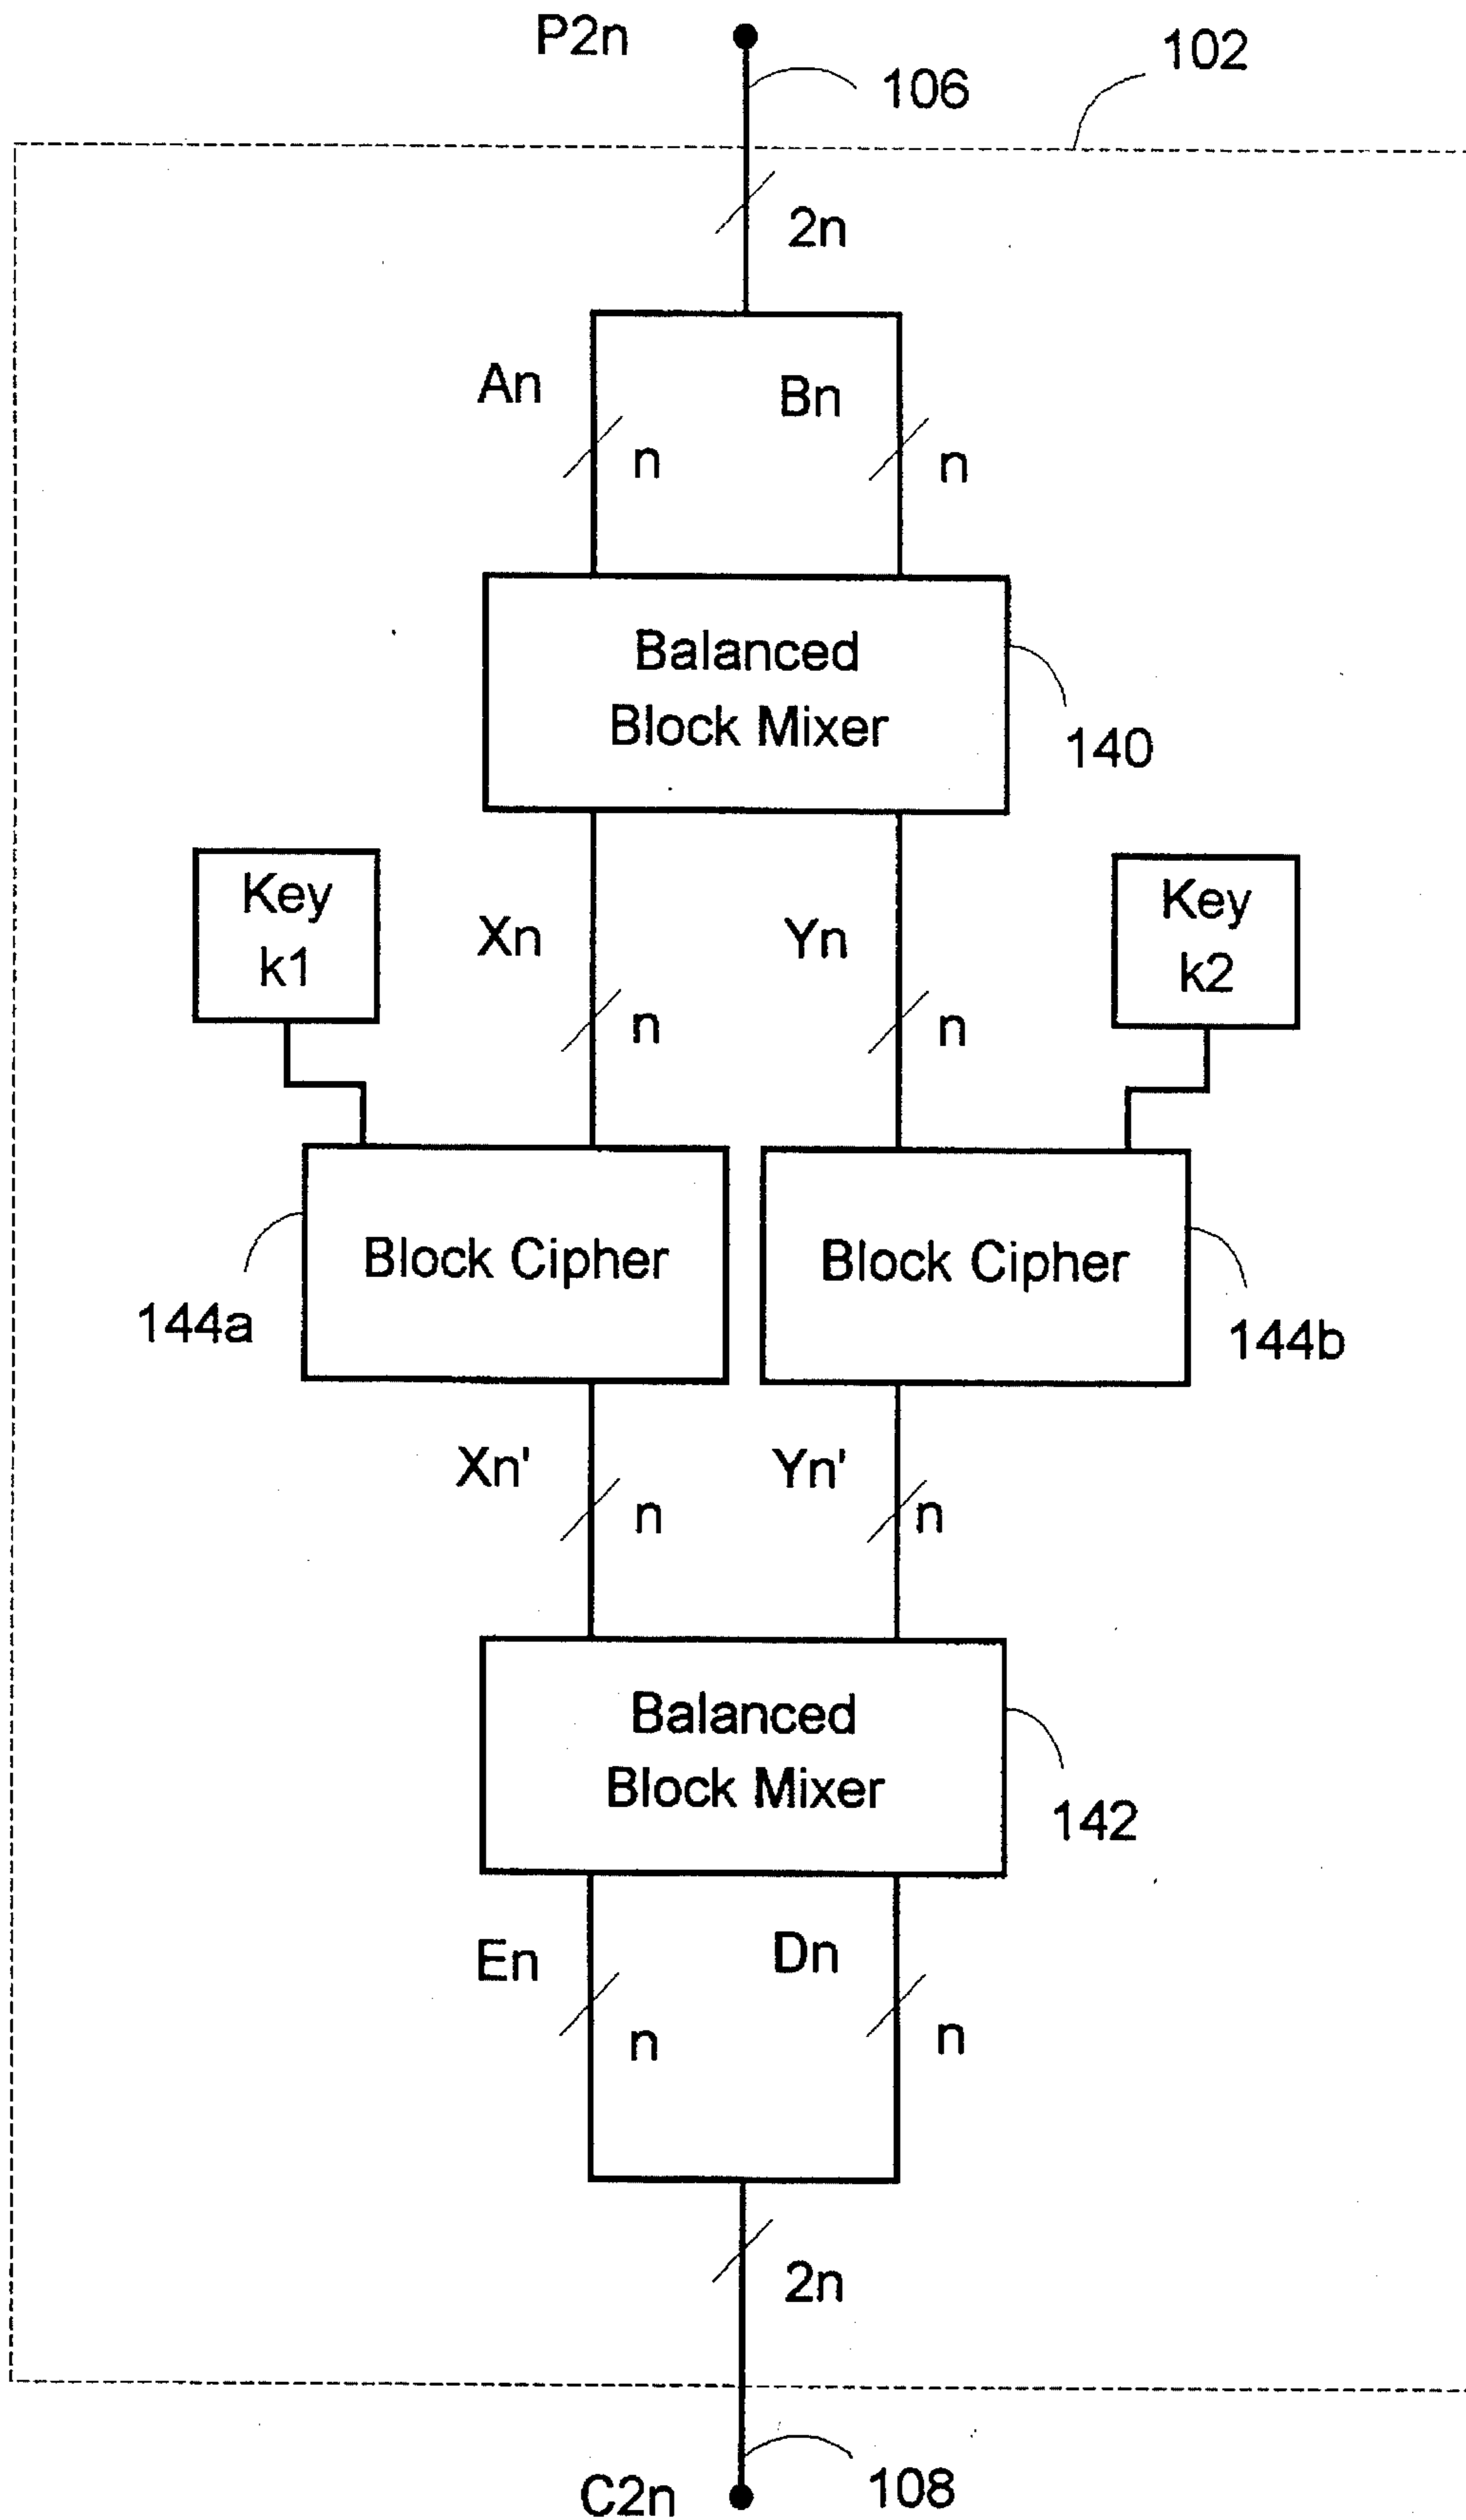 P2n
106
102
2n
An
Bn
n
n
Balanced
Block Mixer
140
Key
k1
Key
k2
Xn
Yn
n
n
Block Cipher
Block Cipher
144a
144b
Xn'
Yn'
n
n
Balanced
Block Mixer
142
En
Dn
n
n
2n
C2n
108